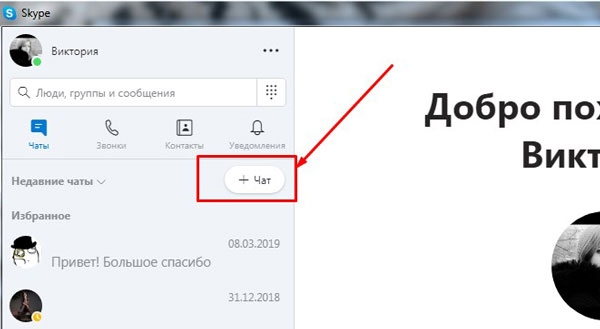 Skype
Виктория
Люди, группы и сообщения
Чаты Звонки Контакты Уведомления
Недавние чаты + Чат
Избранное
08.03.2019
Привет! Большое спасибо
31.12.2018
Добро пож
Викт